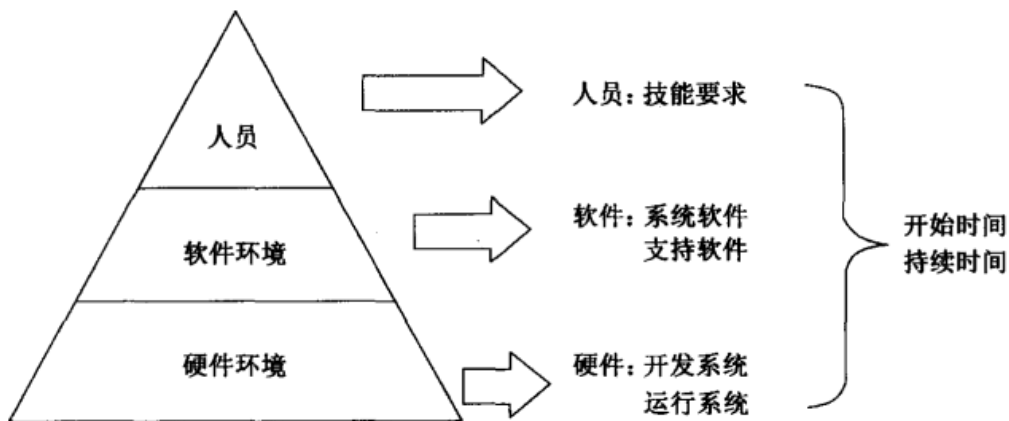 人员
人员：技能要求
软件环境
软件：系统软件
支持软件
硬件环境
硬件：开发系统
运行系统
开始时间
持续时间